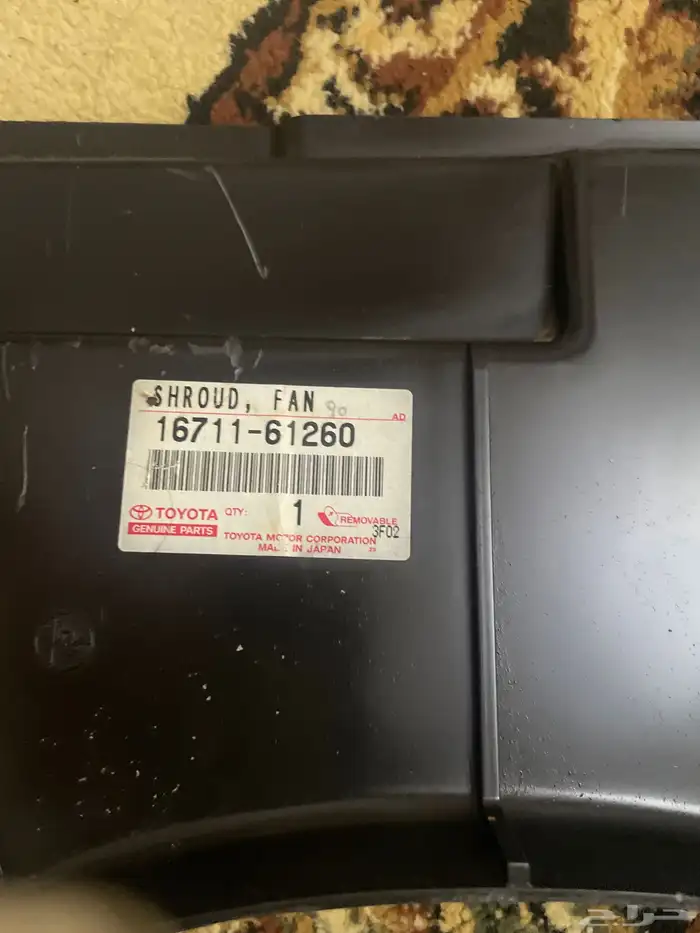 SHROUD, FAN 90
AD
16711-61260
TOYOTA QTY: 1 REMOVABLE
GENUINE PARTS 3F02
TOYOTA MOTOR CORPORATION
MADE IN JAPAN
حراج